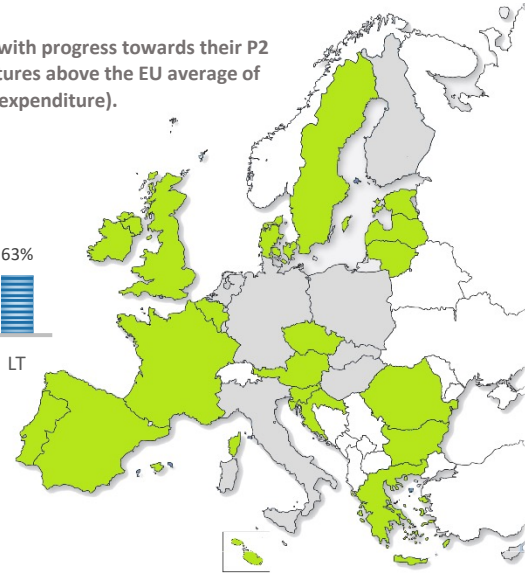 with progress towards their P2
tures above the EU average of
expenditure).
63%
LT